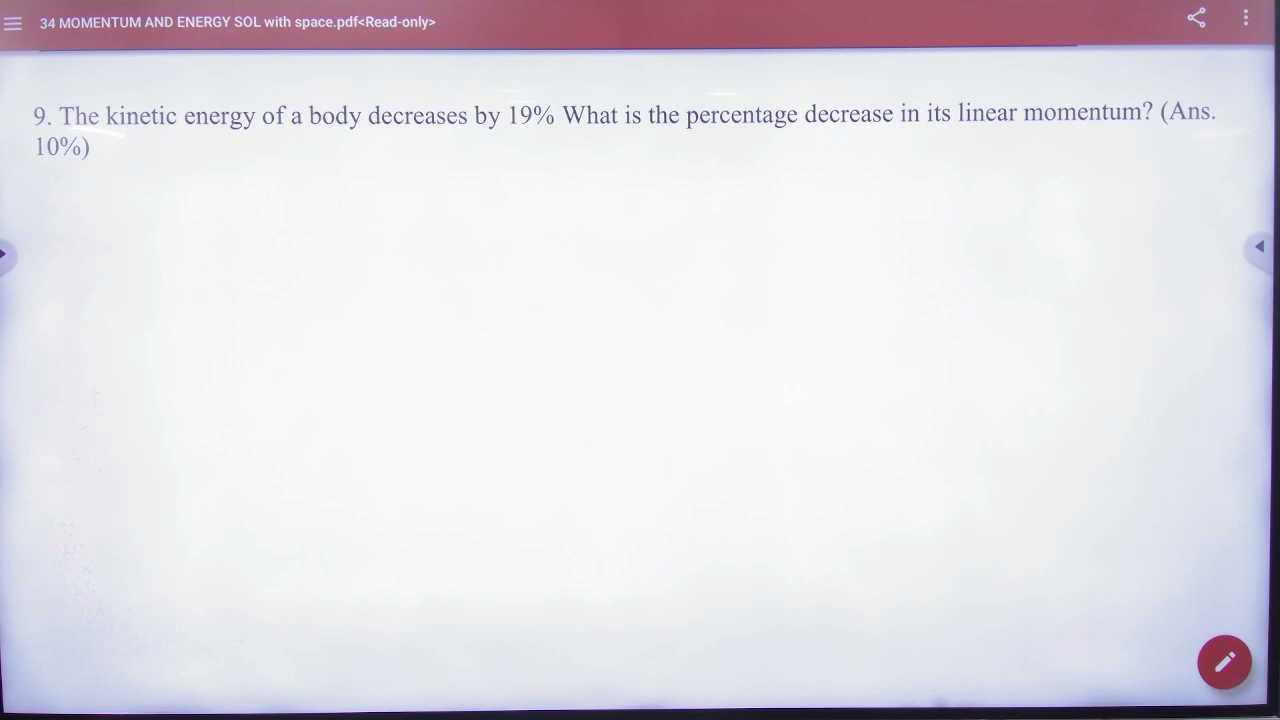 34 MOMENTUM AND ENERGY SOL with space.pdf<Read-only>
9. The kinetic energy of a body decreases by 19% What is the percentage decrease in its linear momentum? (Ans.
10%)